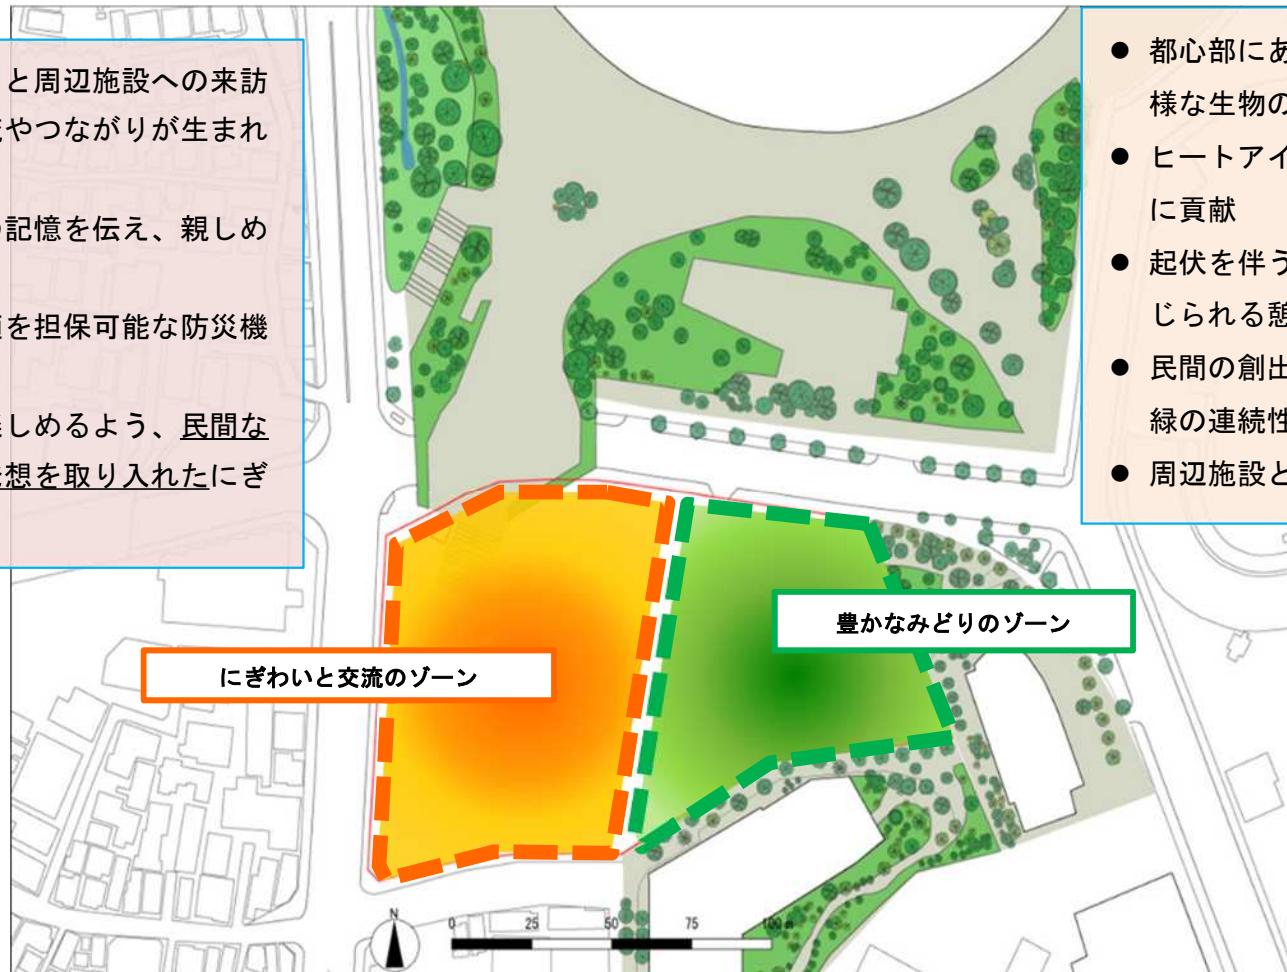 と周辺施設への来訪
やつながりが生まれ
記憶を伝え、親しめ
を担保可能な防災機
しめるよう、民間な
想を取り入れたにぎ
● 都心部にあ
様な生物の
● ヒートアイ
に貢献
● 起伏を伴う
じられる憩
● 民間の創出
緑の連続性
● 周辺施設と
豊かなみどりのゾーン
にぎわいと交流のゾーン
N
0 25 50 75 100 m